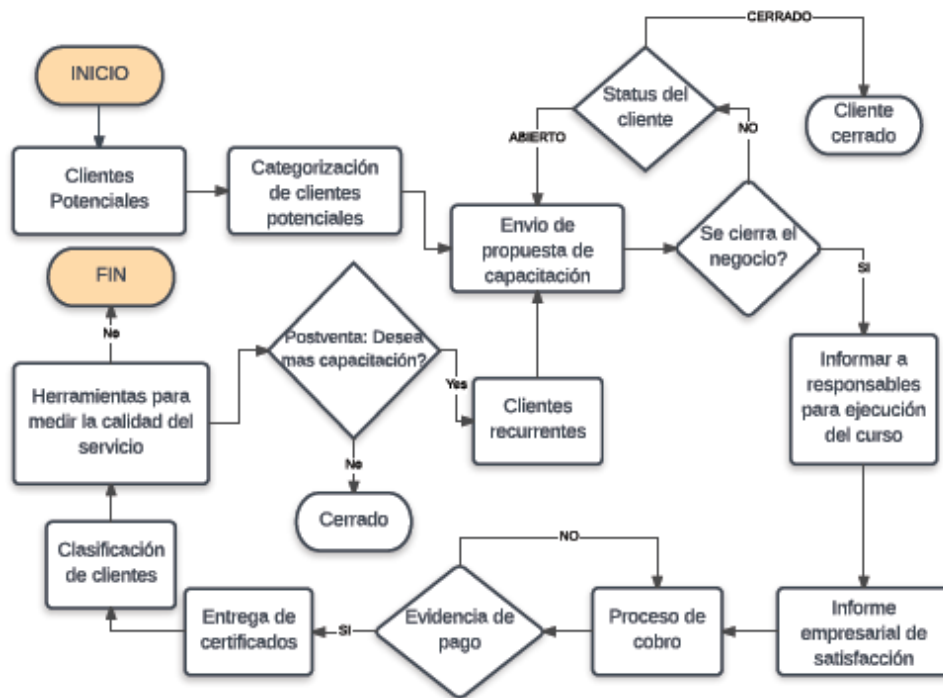 INICIO
Clientes
Potenciales
Categorización
de clientes
potenciales
CERRADO
Status del
cliente
Cliente
cerrado
ABIERTO
NO
Envio de
propuesta de
capacitación
Se cierra el
negocio?
SI
FIN
No
Herramientas para
medir la calidad del
servicio
Postventa: Desea
mas capacitación?
Yes
Clientes
recurrentes
No
Cerrado
Informar a
responsables
para ejecución
del curso
Clasificación
de clientes
Entrega de
certificados
SI
Evidencia de
pago
NO
Proceso de
cobro
Informe
empresarial de
satisfacción